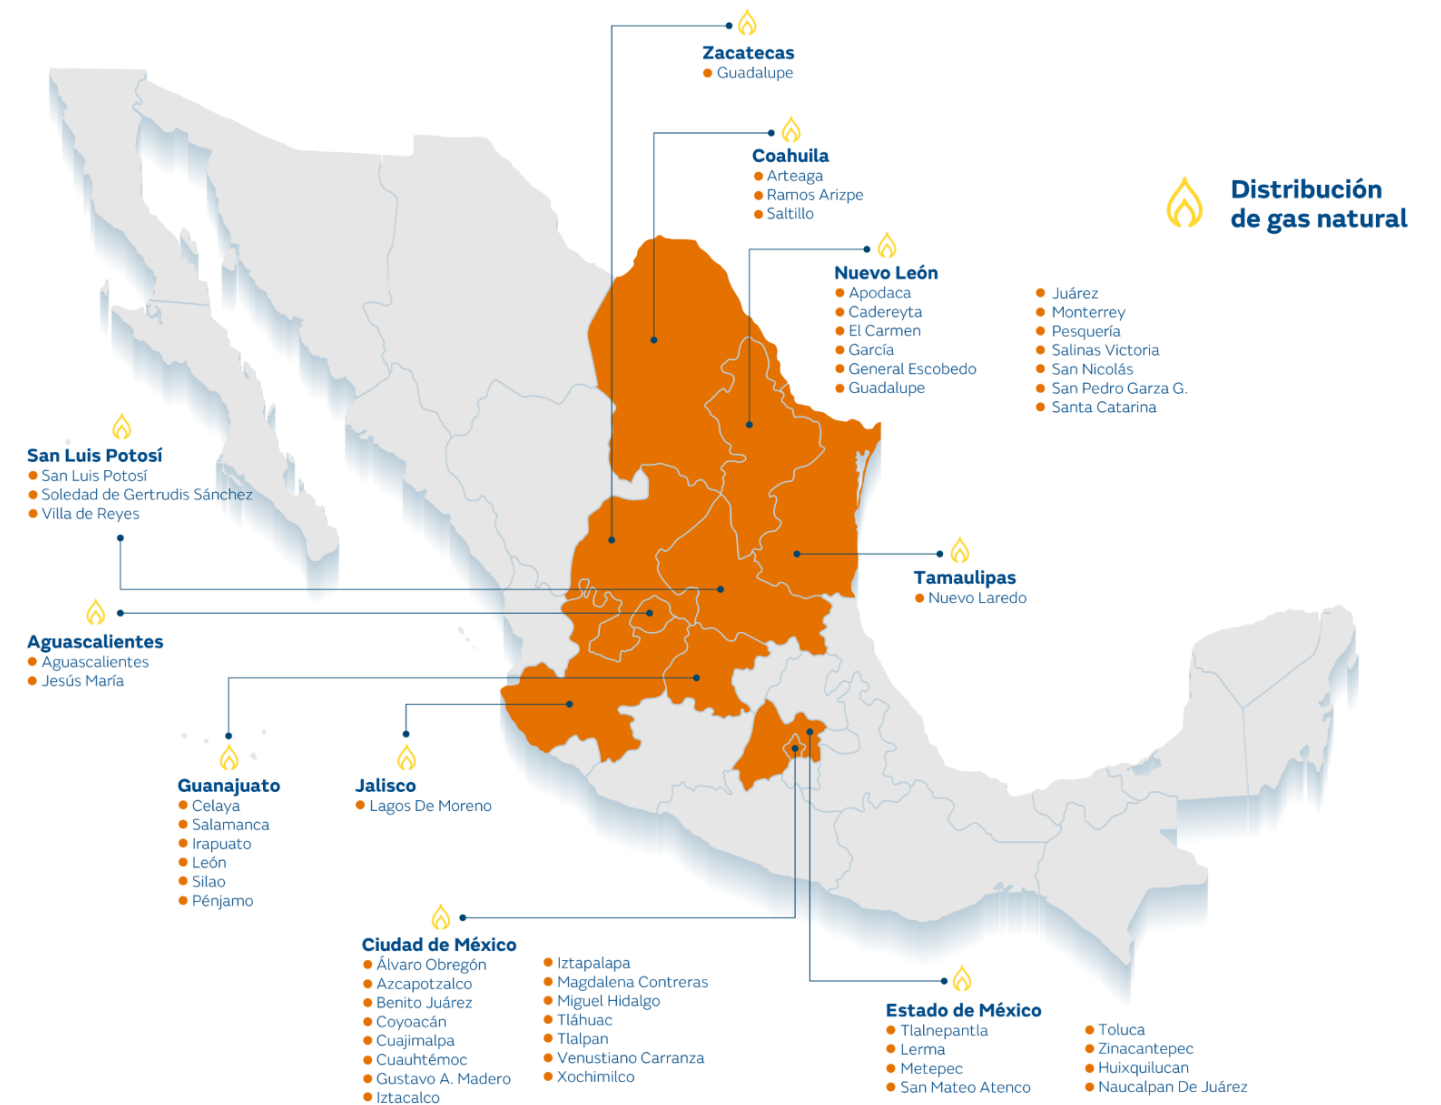 Zacatecas
Guadalupe
Coahuila
Arteaga
Ramos Arizpe
Saltillo
Distribución
de gas natural
Nuevo León
Apodaca
Cadereyta
El Carmen
García
General Escobedo
Guadalupe
Juárez
Monterrey
Pesquería
Salinas Victoria
San Nicolás
San Pedro Garza G.
Santa Catarina
San Luis Potosí
San Luis Potosí
Soledad de Gertrudis Sánchez
Villa de Reyes
Tamaulipas
Nuevo Laredo
Aguascalientes
Aguascalientes
Jesús María
Guanajuato
Celaya
Salamanca
Irapuato
León
Silao
Pénjamo
Jalisco
Lagos De Moreno
Ciudad de México
Álvaro Obregón
Azcapotzalco
Benito Juárez
Coyoacán
Cuajimalpa
Cuauhtémoc
Gustavo A. Madero
Iztacalco
Iztapalapa
Magdalena Contreras
Miguel Hidalgo
Tláhuac
Tlalpan
Venustiano Carranza
Xochimilco
Estado de México
Tlalnepantla
Lerma
Metepec
San Mateo Atenco
Toluca
Zinacantepec
Huixquilucan
Naucalpan De Juárez